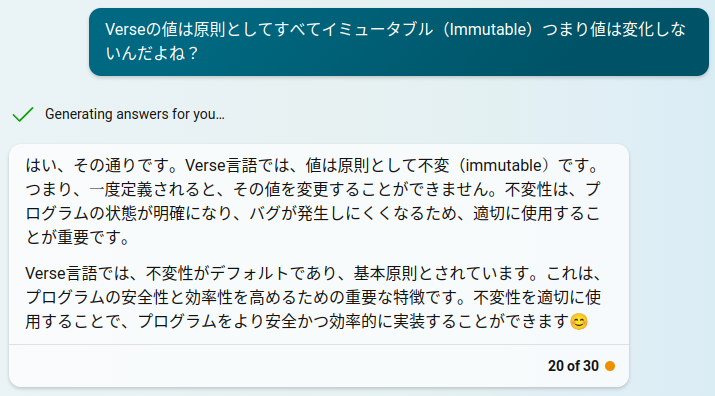 Verseの値は原則としてすべてイミュータブル（Immutable）つまり値は変化しな
いんだよね？
Generating answers for you…
はい、その通りです。Verse言語では、値は原則として不変（immutable）です。
つまり、一度定義されると、その値を変更することができません。不変性は、プ
ログラムの状態が明確になり、バグが発生しにくくなるため、適切に使用するこ
とが重要です。
Verse言語では、不変性がデフォルトであり、基本原則とされています。これは、
プログラムの安全性と効率性を高めるための重要な特徴です。不変性を適切に使
用することで、プログラムをより安全かつ効率的に実装することができます😊
20 of 30